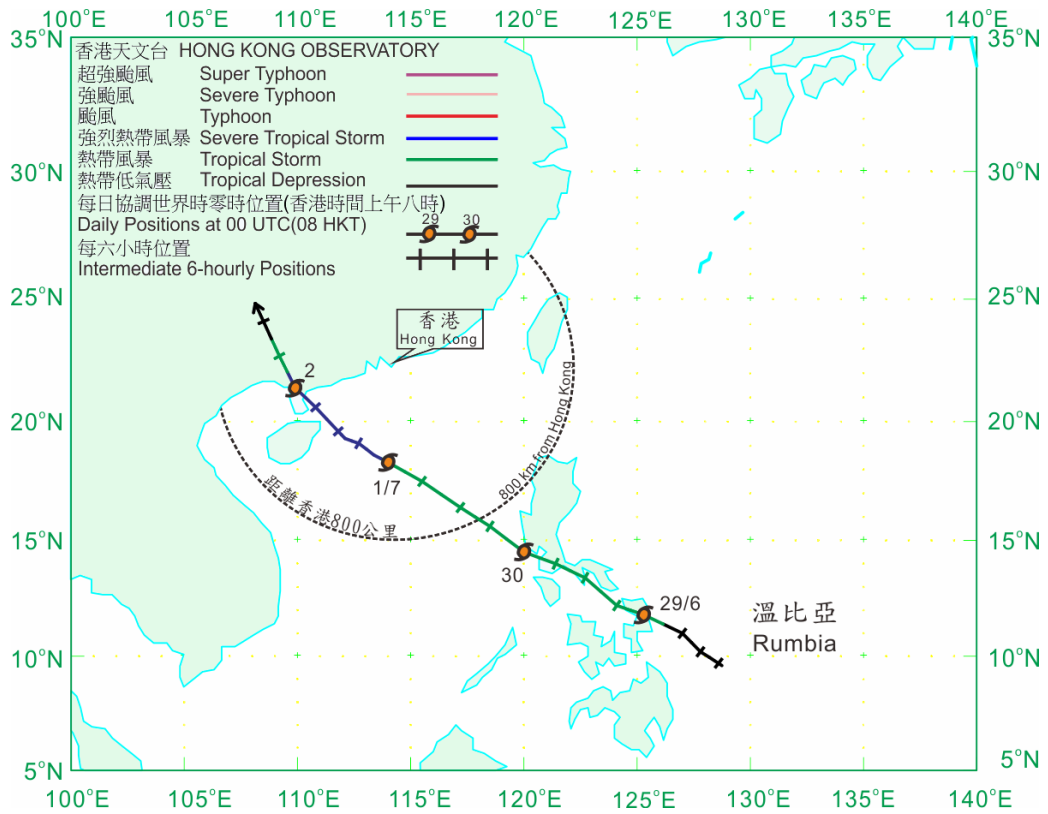 100°E 105°E 110°E 115°E 120°E 125°E 130°E 135°E 140°E
35°N 35°N
香港天文台 HONG KONG OBSERVATORY
超強颱風 Super Typhoon
強颱風 Severe Typhoon
颱風 Typhoon
強烈熱帶風暴 Severe Tropical Storm
熱帶風暴 Tropical Storm
30°N 30°N
熱帶低氣壓 Tropical Depression
每日協調世界時零時位置(香港時間上午八時)
29 30
Daily Positions at 00 UTC(08 HKT)
每六小時位置
Intermediate 6-hourly Positions
25°N 25°N
香港
Hong Kong
2
800 km from Hong Kong
20°N 20°N
1/7
距離香港800公里
15°N 15°N
30
29/6
溫比亞
Rumbia
10°N 10°N
5°N 5°N
100°E 105°E 110°E 115°E 120°E 125°E 130°E 135°E 140°E